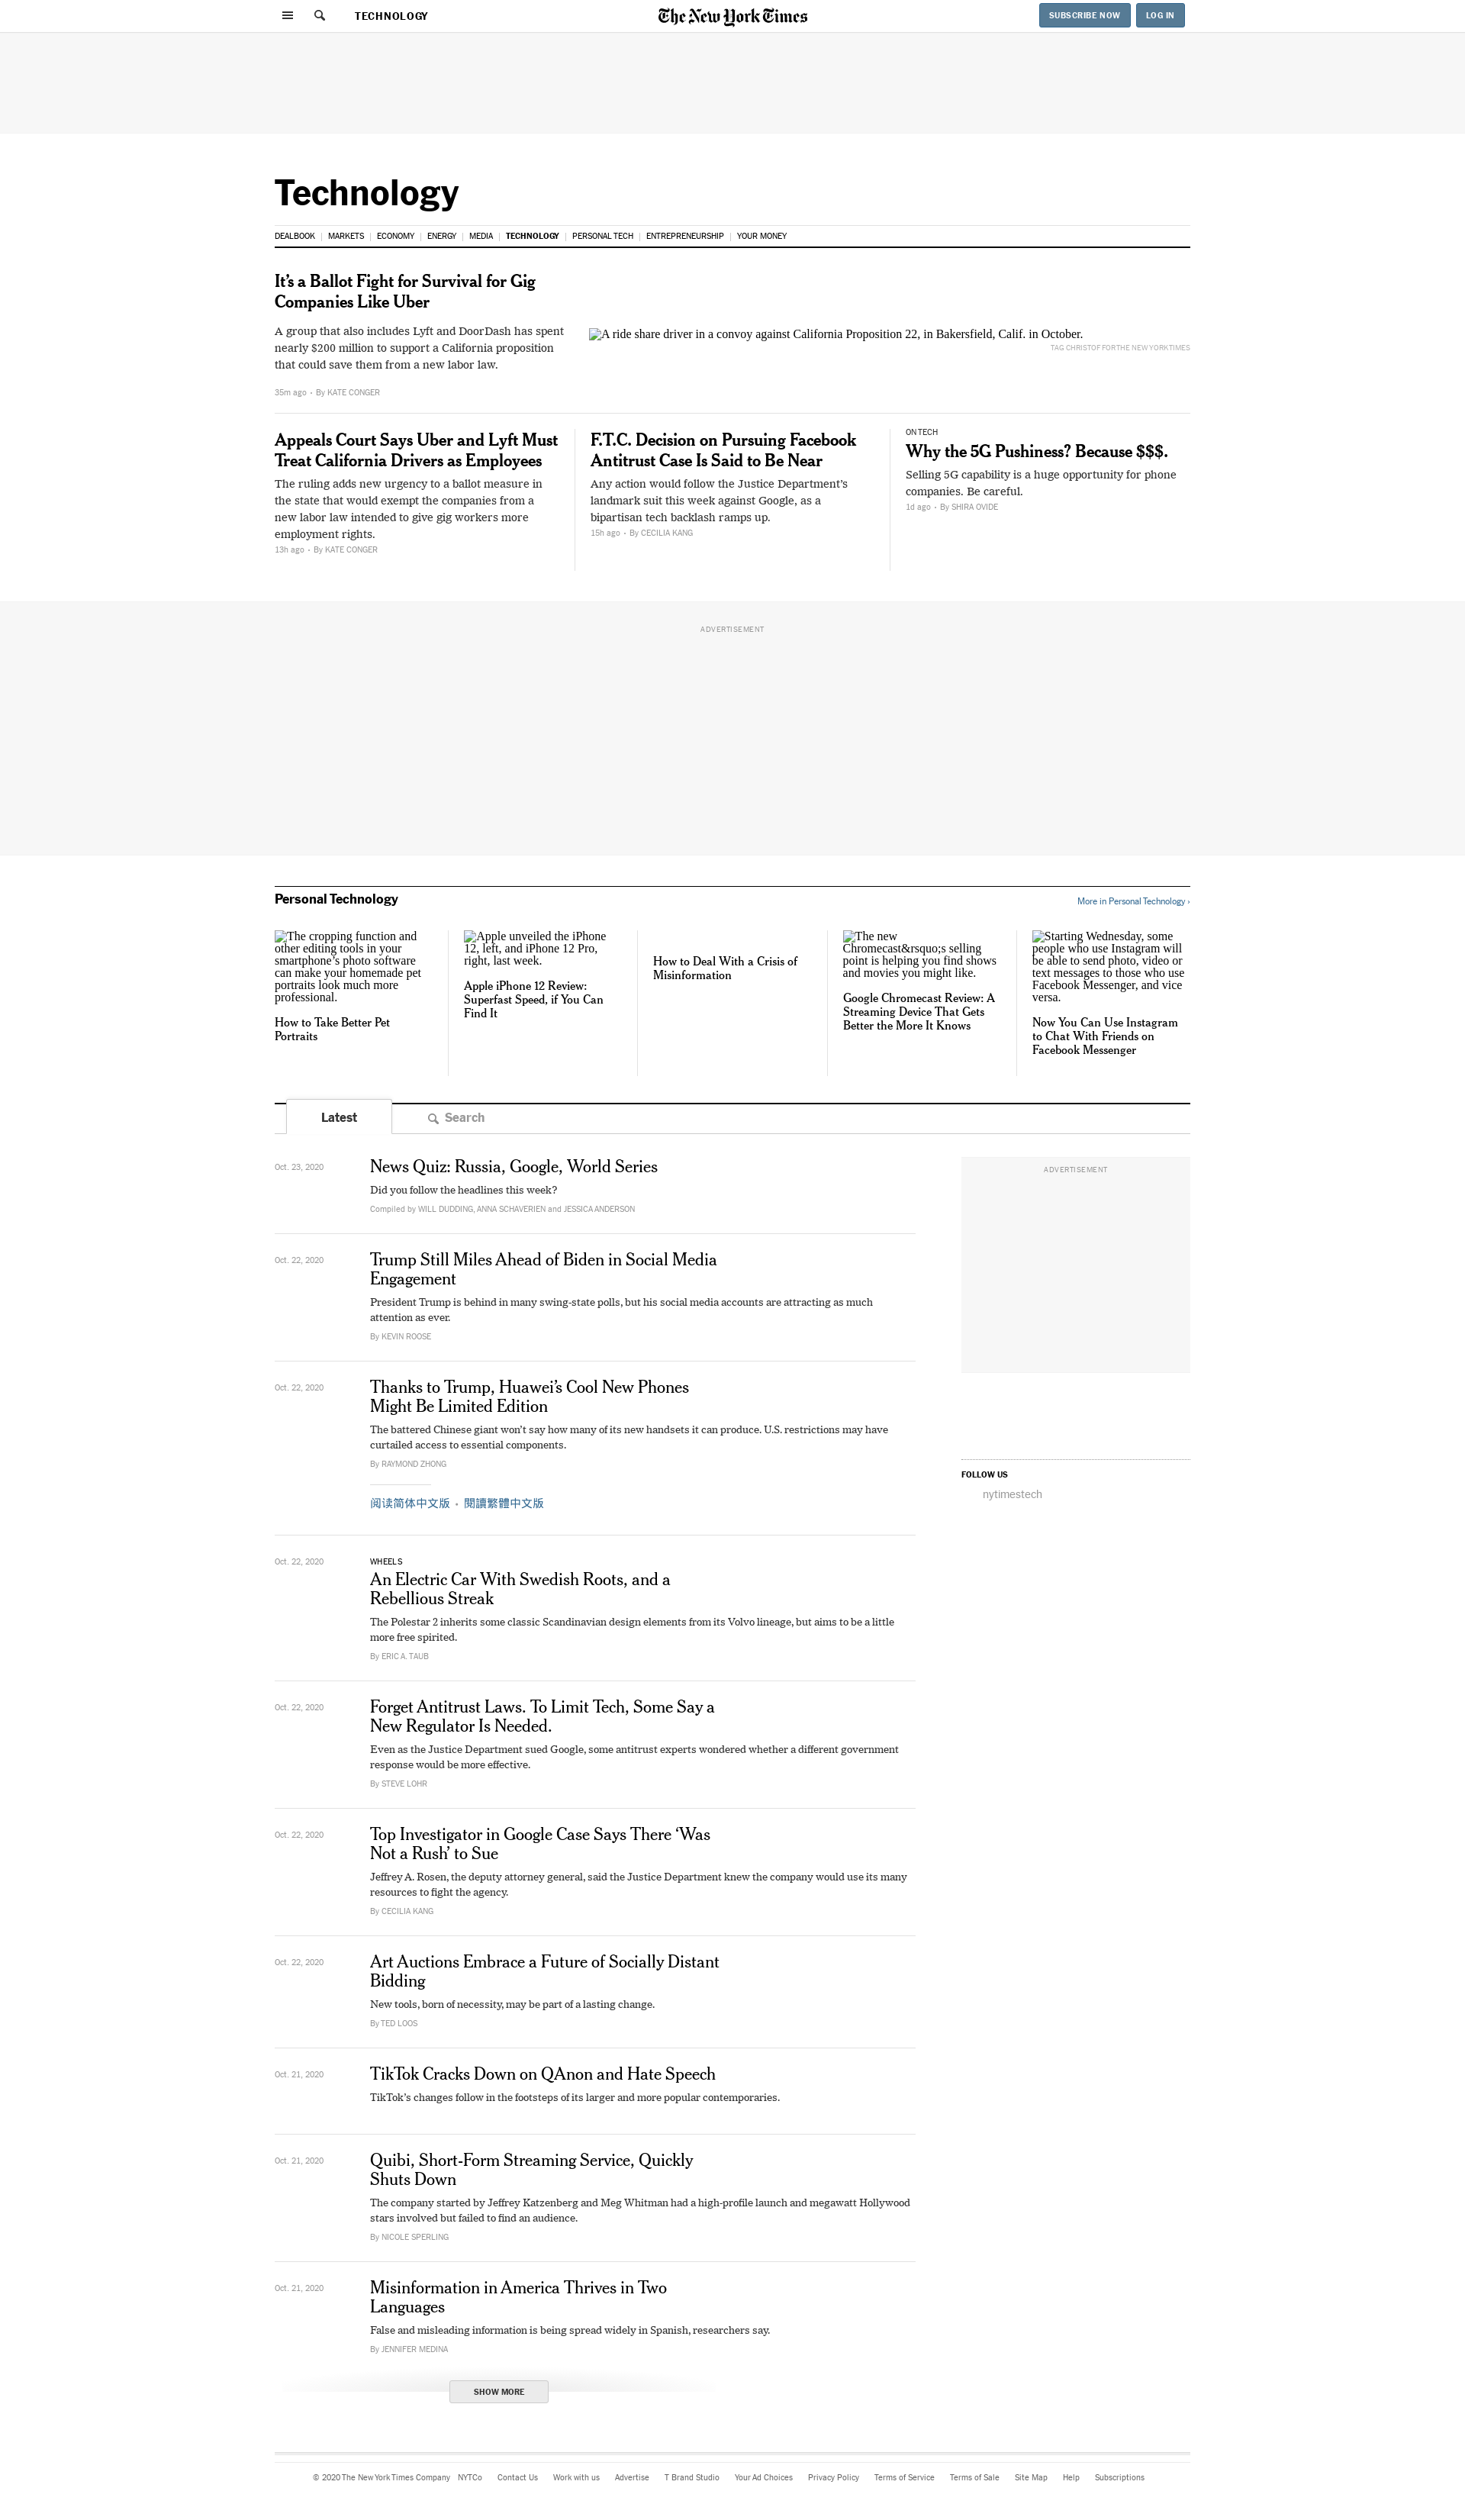 TECHNOLOGY
The New York Times
SUBSCRIBE NOW
LOG IN
Technology
DEALBOOK
MARKETS
ECONOMY
ENERGY
MEDIA
TECHNOLOGY
PERSONAL TECH
ENTREPRENEURSHIP
YOUR MONEY
It’s a Ballot Fight for Survival for Gig
Companies Like Uber
A group that also includes Lyft and DoorDash has spent
nearly $200 million to support a California proposition
that could save them from a new labor law.
35m ago • By KATE CONGER
A ride share driver in a convoy against California Proposition 22, in Bakersfield, Calif. in October.
TAG CHRISTOF FOR THE NEW YORK TIMES
Appeals Court Says Uber and Lyft Must
Treat California Drivers as Employees
The ruling adds new urgency to a ballot measure in
the state that would exempt the companies from a
new labor law intended to give gig workers more
employment rights.
13h ago • By KATE CONGER
F.T.C. Decision on Pursuing Facebook
Antitrust Case Is Said to Be Near
Any action would follow the Justice Department’s
landmark suit this week against Google, as a
bipartisan tech backlash ramps up.
15h ago • By CECILIA KANG
ON TECH
Why the 5G Pushiness? Because $$$.
Selling 5G capability is a huge opportunity for phone
companies. Be careful.
1d ago • By SHIRA OVIDE
ADVERTISEMENT
Personal Technology
More in Personal Technology ›
The cropping function and
other editing tools in your
smartphone’s photo software
can make your homemade pet
portraits look much more
professional.
How to Take Better Pet
Portraits
Apple unveiled the iPhone
12, left, and iPhone 12 Pro,
right, last week.
Apple iPhone 12 Review:
Superfast Speed, if You Can
Find It
How to Deal With a Crisis of
Misinformation
The new
Chromecast&rsquo;s selling
point is helping you find shows
and movies you might like.
Google Chromecast Review: A
Streaming Device That Gets
Better the More It Knows
Starting Wednesday, some
people who use Instagram will
be able to send photo, video or
text messages to those who use
Facebook Messenger, and vice
versa.
Now You Can Use Instagram
to Chat With Friends on
Facebook Messenger
Latest
Search
Oct. 23, 2020
News Quiz: Russia, Google, World Series
Did you follow the headlines this week?
Compiled by WILL DUDDING, ANNA SCHAVERIEN and JESSICA ANDERSON
ADVERTISEMENT
Oct. 22, 2020
Trump Still Miles Ahead of Biden in Social Media
Engagement
President Trump is behind in many swing-state polls, but his social media accounts are attracting as much
attention as ever.
By KEVIN ROOSE
Oct. 22, 2020
Thanks to Trump, Huawei’s Cool New Phones
Might Be Limited Edition
The battered Chinese giant won’t say how many of its new handsets it can produce. U.S. restrictions may have
curtailed access to essential components.
By RAYMOND ZHONG
阅读简体中文版 • 閱讀繁體中文版
FOLLOW US
nytimestech
Oct. 22, 2020
WHEELS
An Electric Car With Swedish Roots, and a
Rebellious Streak
The Polestar 2 inherits some classic Scandinavian design elements from its Volvo lineage, but aims to be a little
more free spirited.
By ERIC A. TAUB
Oct. 22, 2020
Forget Antitrust Laws. To Limit Tech, Some Say a
New Regulator Is Needed.
Even as the Justice Department sued Google, some antitrust experts wondered whether a different government
response would be more effective.
By STEVE LOHR
Oct. 22, 2020
Top Investigator in Google Case Says There ‘Was
Not a Rush’ to Sue
Jeffrey A. Rosen, the deputy attorney general, said the Justice Department knew the company would use its many
resources to fight the agency.
By CECILIA KANG
Oct. 22, 2020
Art Auctions Embrace a Future of Socially Distant
Bidding
New tools, born of necessity, may be part of a lasting change.
By TED LOOS
Oct. 21, 2020
TikTok Cracks Down on QAnon and Hate Speech
TikTok’s changes follow in the footsteps of its larger and more popular contemporaries.
Oct. 21, 2020
Quibi, Short-Form Streaming Service, Quickly
Shuts Down
The company started by Jeffrey Katzenberg and Meg Whitman had a high-profile launch and megawatt Hollywood
stars involved but failed to find an audience.
By NICOLE SPERLING
Oct. 21, 2020
Misinformation in America Thrives in Two
Languages
False and misleading information is being spread widely in Spanish, researchers say.
By JENNIFER MEDINA
SHOW MORE
© 2020 The New York Times Company NYTCo Contact Us Work with us Advertise T Brand Studio Your Ad Choices Privacy Policy Terms of Service Terms of Sale Site Map Help Subscriptions